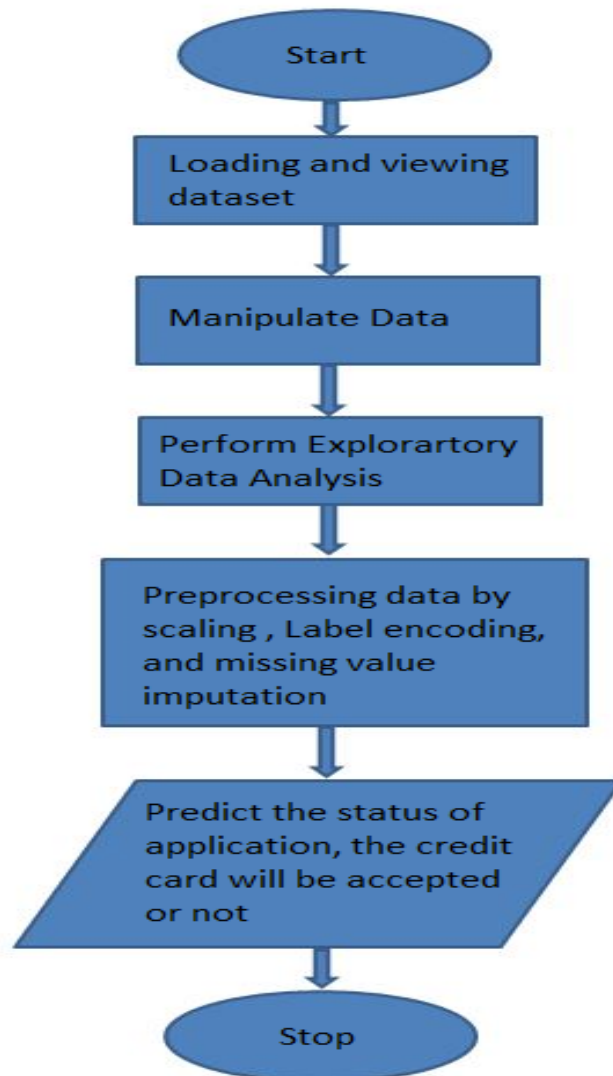 Start
Loading and viewing
dataset
Manipulate Data
Perform Explorartory
Data Analysis
Preprocessing data by
scaling , Label encoding,
and missing value
imputation
Predict the status of
application, the credit
card will be accepted
or not
Stop